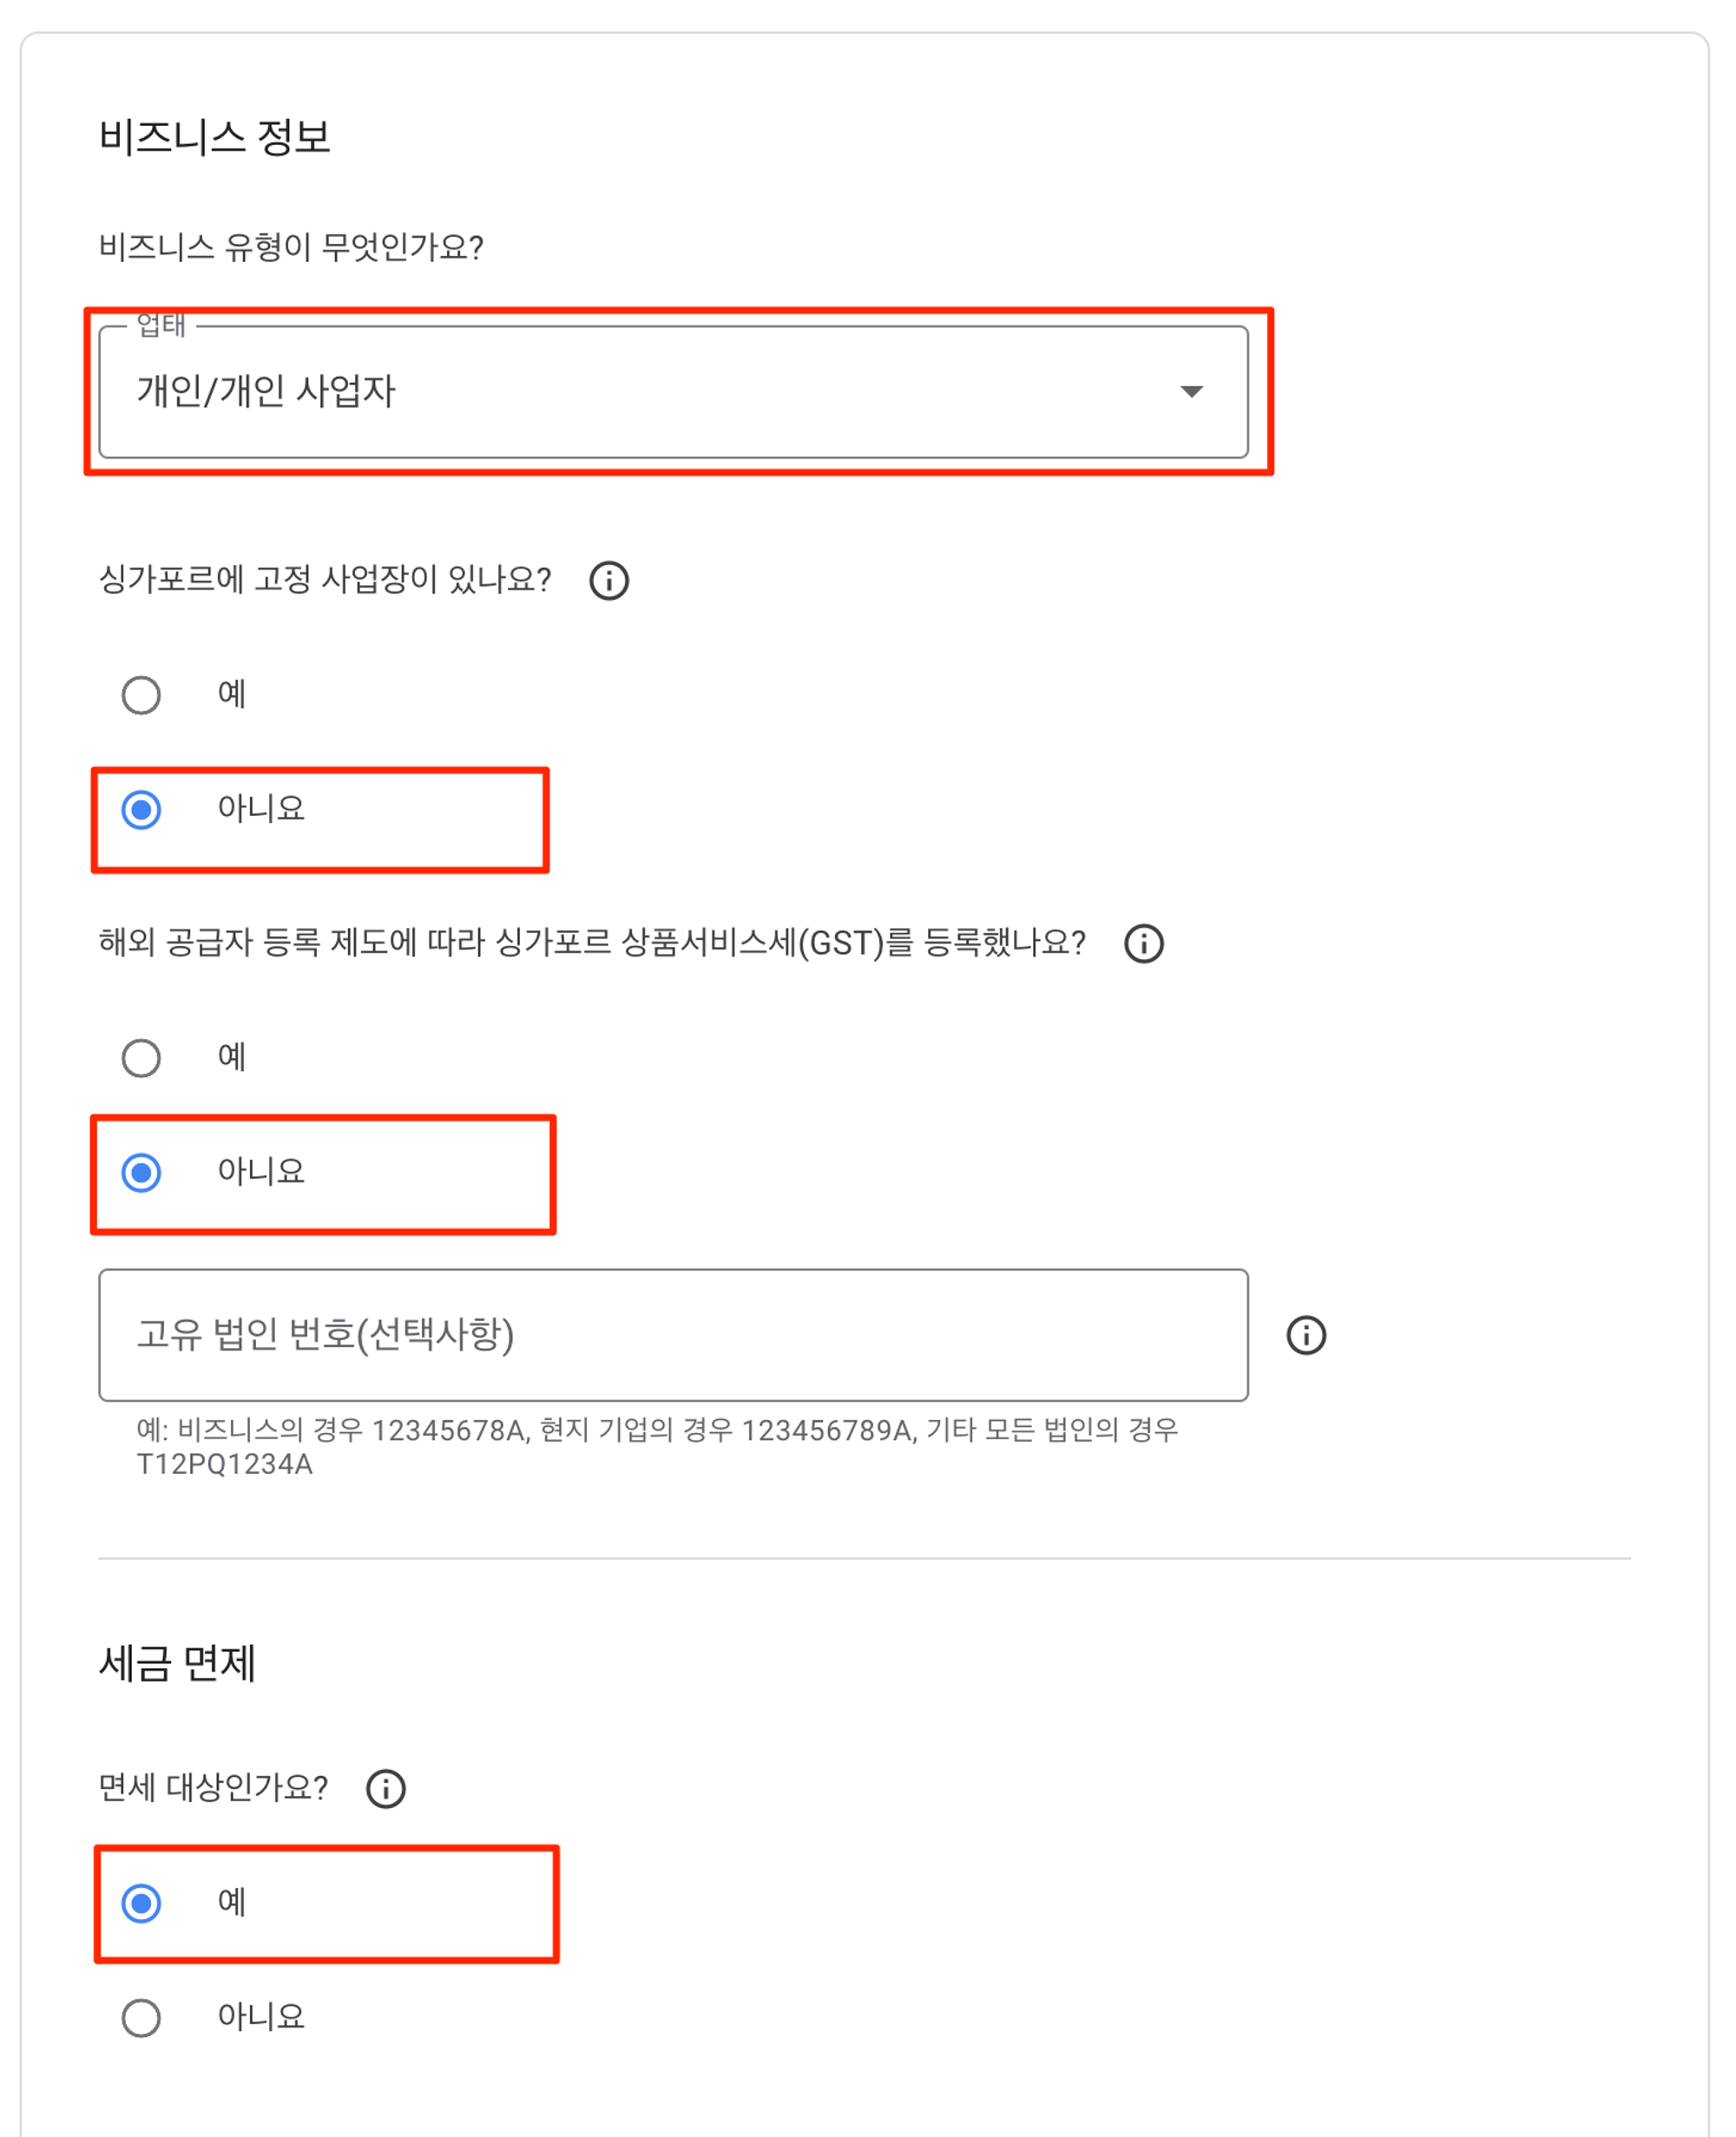 비즈니스 정보
비즈니스 유형이 무엇인가요?
업태
개인/개인 사업자
싱가포르에 고정 사업장이 있나요?
예
아니요
해외 공급자 등록 제도에 따라 싱가포르 상품서비스세(GST)를 등록했나요?
예
아니요
고유 법인 번호(선택사항)
예: 비즈니스의 경우 12345678A, 현지 기업의 경우 123456789A, 기타 모든 법인의 경우
T12PQ1234A
세금 면제
면세 대상인가요?
예
아니요